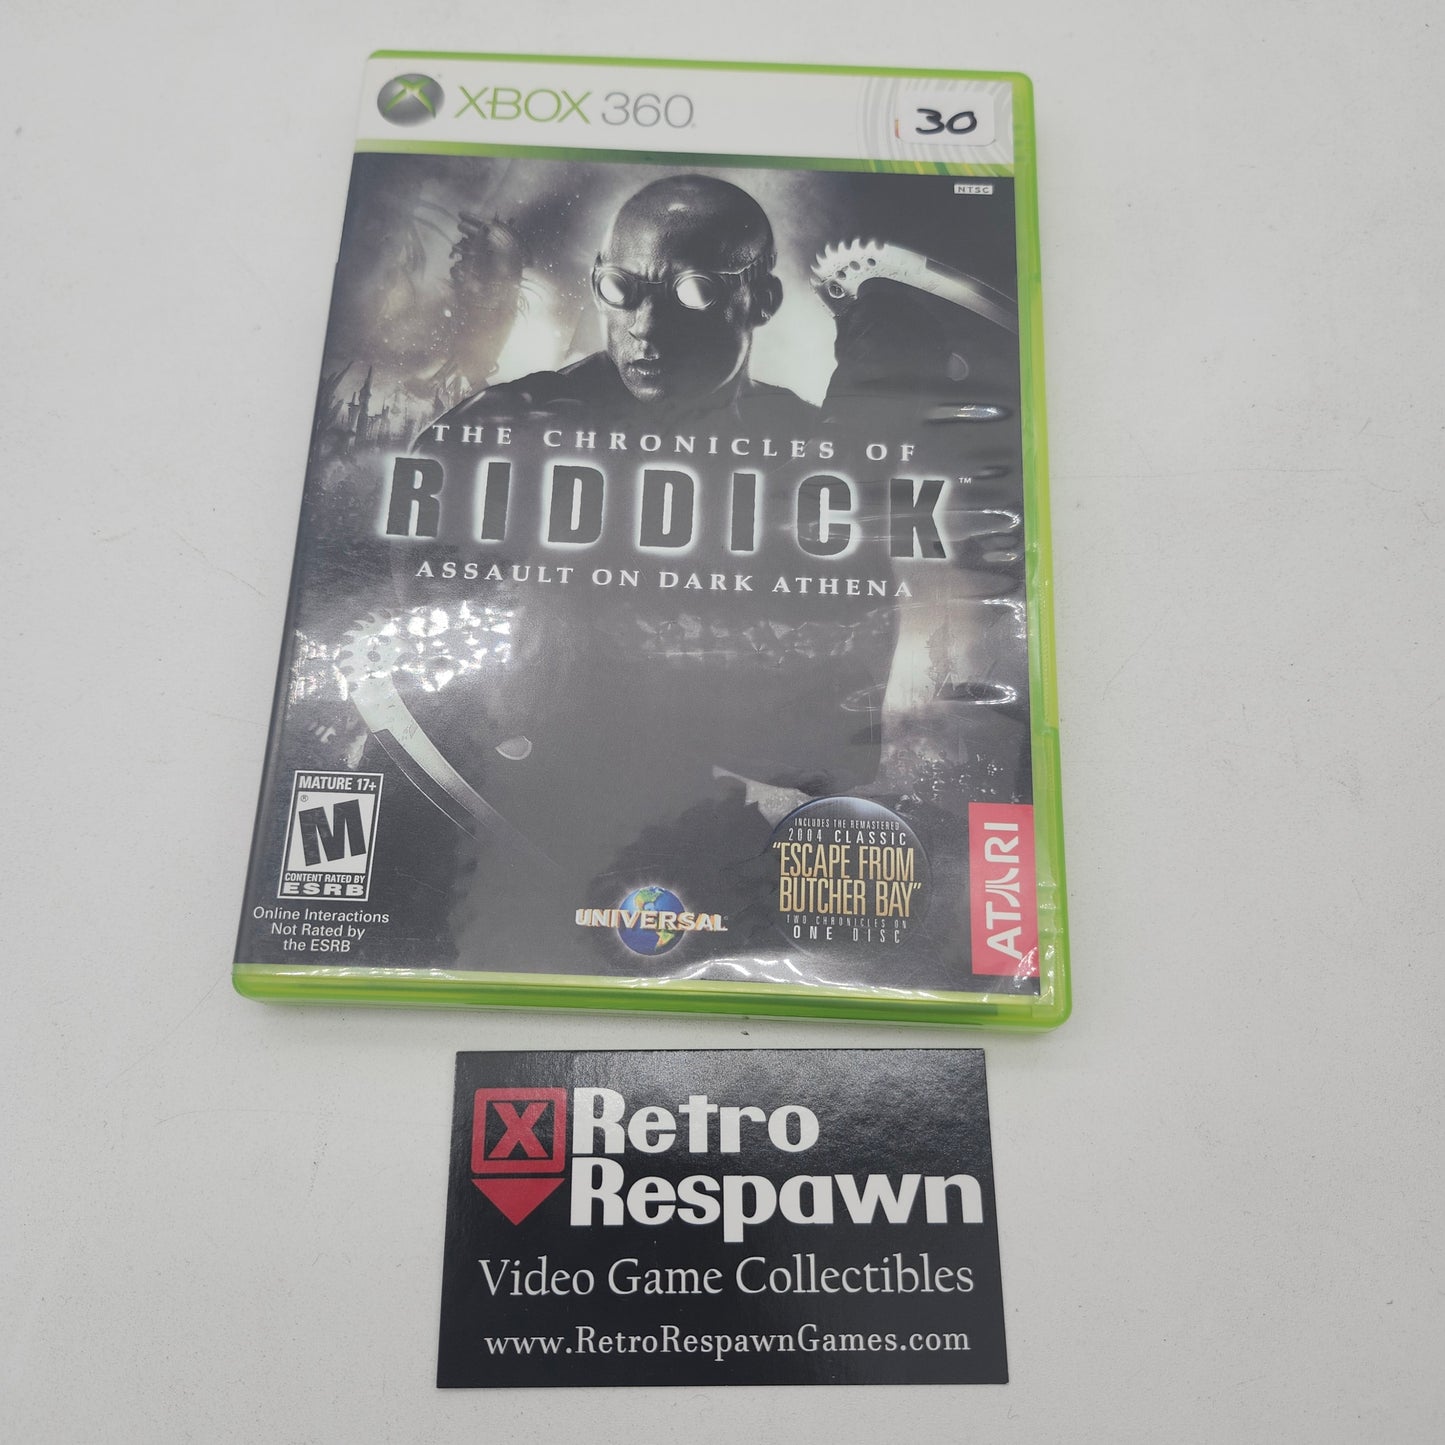 XBOX 360
30
NTSC
THE CHRONICLES OF
RIDDICK™
ASSAULT ON DARK ATHENA
MATURE 17+
M
®
CONTENT RATED BY
ESRB
Online Interactions
Not Rated by
the ESRB
UNIVERSAL
INCLUDES THE REMASTERED
2004 CLASSIC
"ESCAPE FROM
BUTCHER BAY"
TWO CHRONICLES ON
ONE DISC
ATARI
X
Retro
Respawn
Video Game Collectibles
www.RetroRespawnGames.com